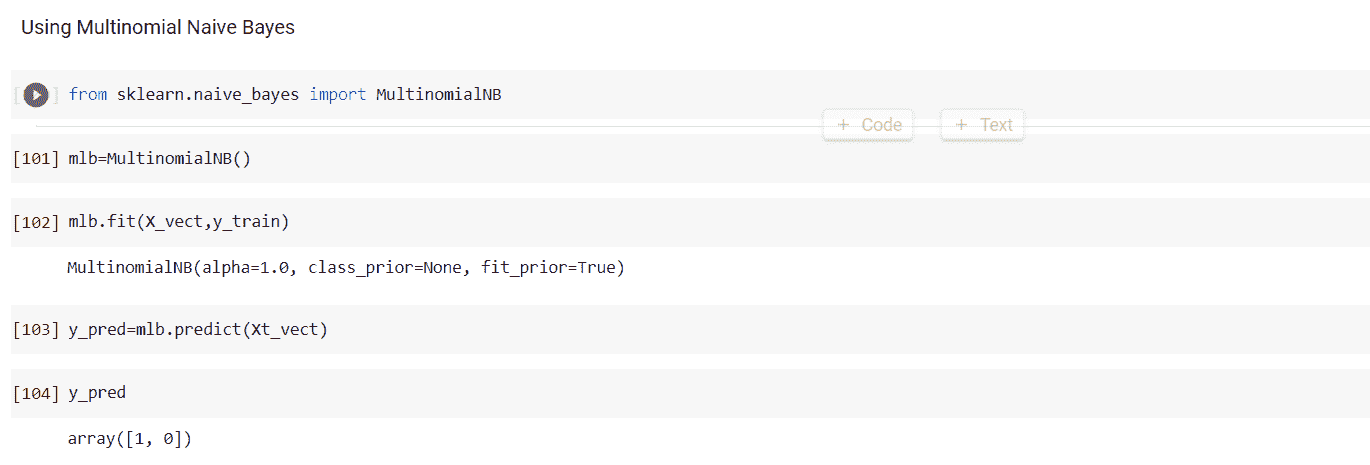 Using Multinomial Naive Bayes
[ ] from sklearn.naive_bayes import MultinomialNB
+ Code + Text
[101] mlb=MultinomialNB()
[102] mlb.fit(X_vect,y_train)
MultinomialNB(alpha=1.0, class_prior=None, fit_prior=True)
[103] y_pred=mlb.predict(Xt_vect)
[104] y_pred
array([1, 0])